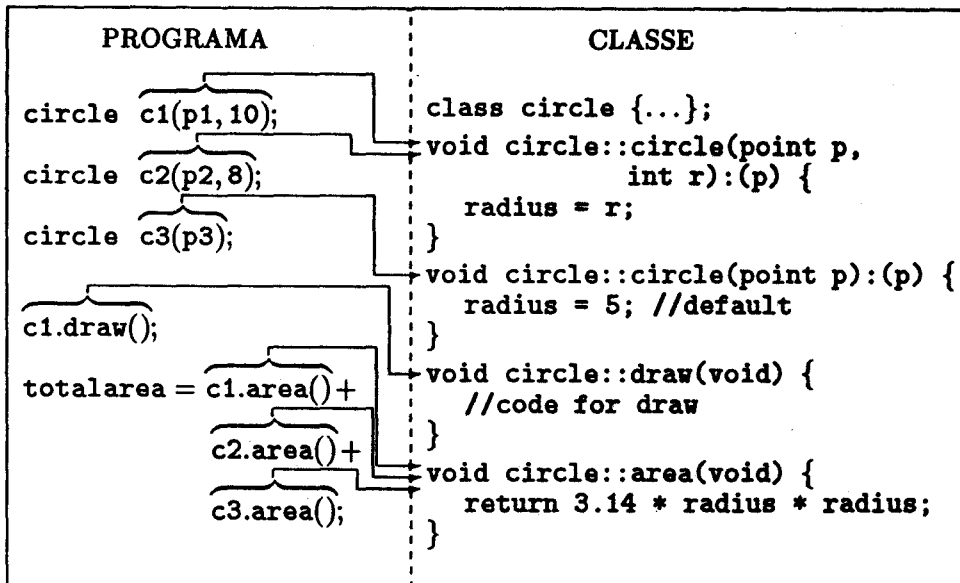 PROGRAMA
circle c1(p1,10);
circle c2(p2,8);
circle c3(p3);
c1.draw();
totalarea = c1.area()+
c2.area()+
c3.area();
CLASSE
class circle {...};
void circle::circle(point p,
int r):(p) {
radius = r;
}
void circle::circle(point p):(p) {
radius = 5; //default
}
void circle::draw(void) {
//code for draw
}
void circle::area(void) {
return 3.14 * radius * radius;
}